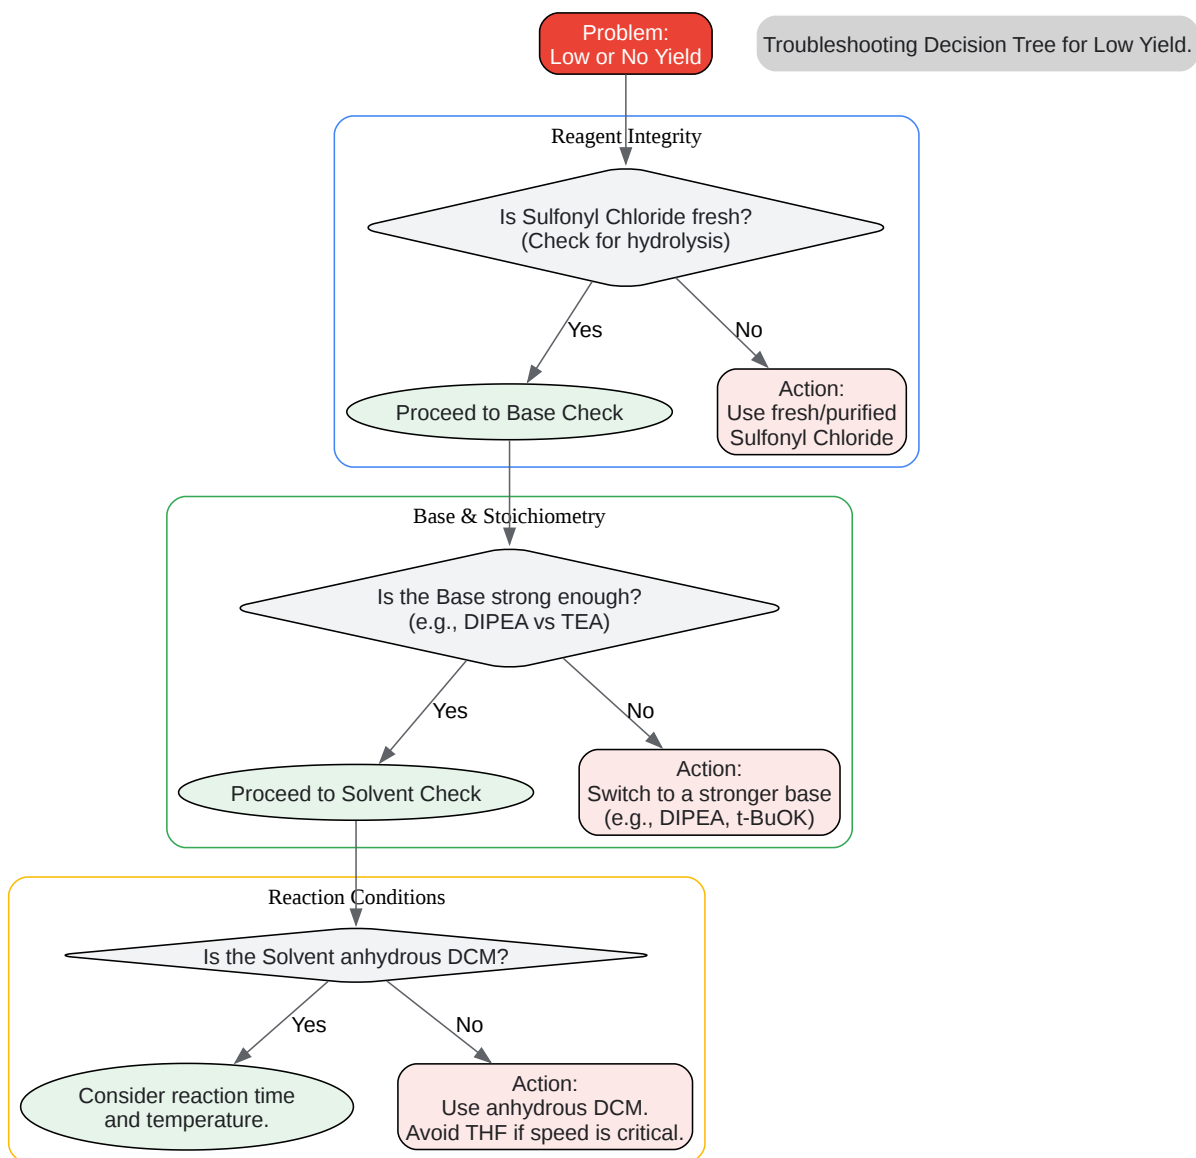 Problem:
Low or No Yield
Troubleshooting Decision Tree for Low Yield.
Reagent Integrity
Is Sulfonyl Chloride fresh?
(Check for hydrolysis)
Yes
No
Proceed to Base Check
Action:
Use fresh/purified
Sulfonyl Chloride
Base & Stoichiometry
Is the Base strong enough?
(e.g., DIPEA vs TEA)
Yes
No
Proceed to Solvent Check
Action:
Switch to a stronger base
(e.g., DIPEA, t-BuOK)
Reaction Conditions
Is the Solvent anhydrous DCM?
Yes
No
Consider reaction time
and temperature.
Action:
Use anhydrous DCM.
Avoid THF if speed is critical.